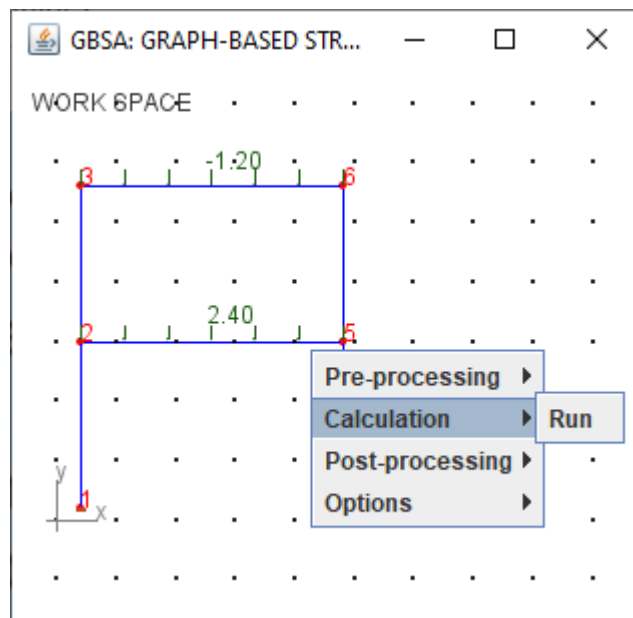 GBSA: GRAPH-BASED STR...
WORK SPACE
-1.20
3 6
2.40
2 5
Pre-processing
Calculation Run
Post-processing
Options
y
1
x